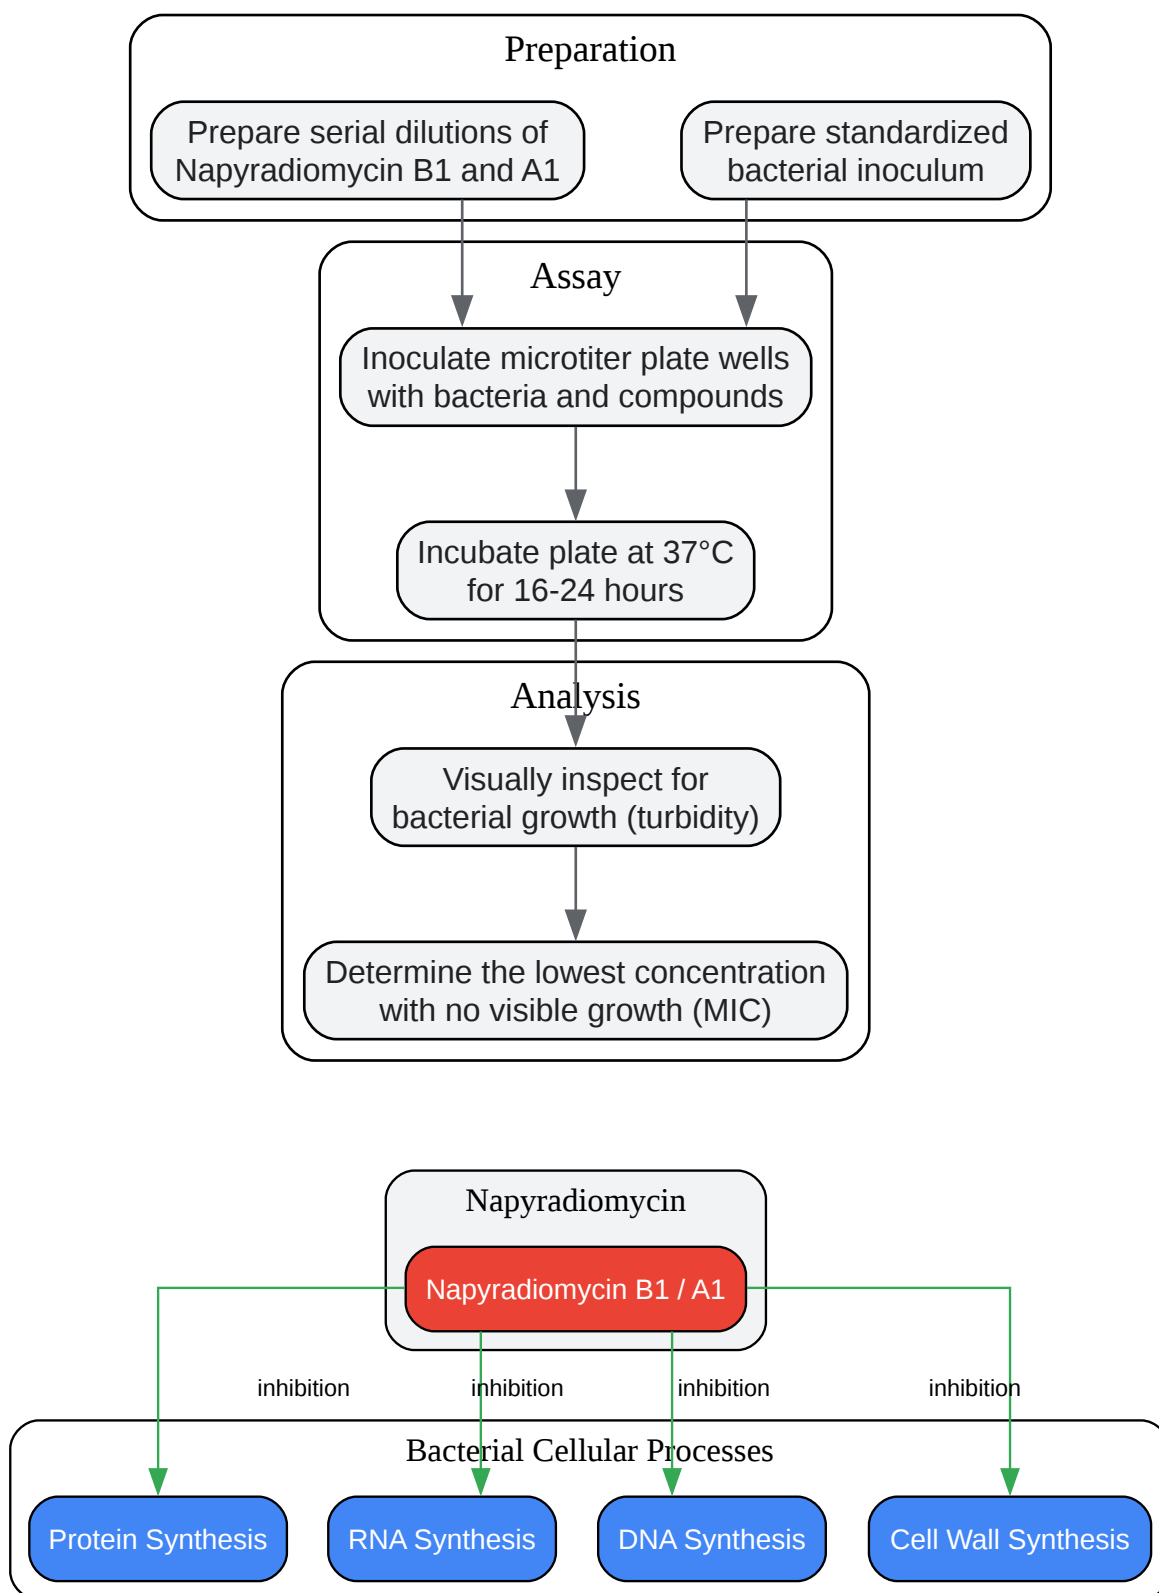 Preparation
Prepare serial dilutions of
Napyradiomycin B1 and A1
Prepare standardized
bacterial inoculum
Assay
Inoculate microtiter plate wells
with bacteria and compounds
Incubate plate at 37°C
for 16-24 hours
Analysis
Visually inspect for
bacterial growth (turbidity)
Determine the lowest concentration
with no visible growth (MIC)
Napyradiomycin
Napyradiomycin B1 / A1
inhibition
inhibition
inhibition
inhibition
Bacterial Cellular Processes
Protein Synthesis
RNA Synthesis
DNA Synthesis
Cell Wall Synthesis